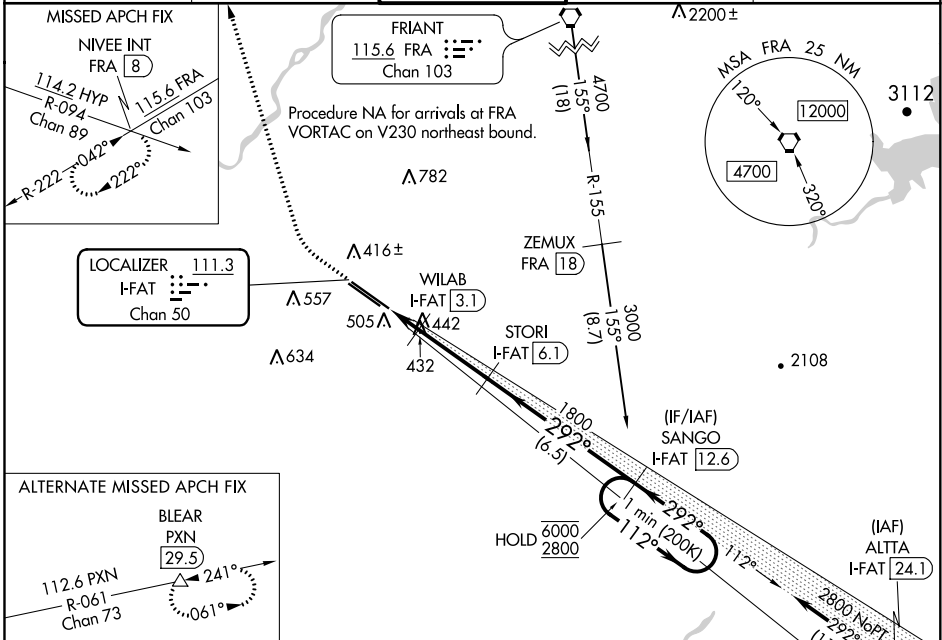 MISSED APCH FIX
NIVEE INT
FRA 8
114.2 HYP
R-094
Chan 89
115.6 FRA
Chan 103
R-222
042°
222°
FRIANT
115.6 FRA
Chan 103
Procedure NA for arrivals at FRA
VORTAC on V230 northeast bound.
4700
155°
(18)
R-155
2200±
MSA FRA 25 NM
120°
12000
4700
320°
3112
782
ZEMUX
FRA 18
3000
155°
(8.7)
LOCALIZER 111.3
I-FAT
Chan 50
416±
557
505
634
WILAB
I-FAT 3.1
442
432
STORI
I-FAT 6.1
2108
1800
292°
(6.5)
(IF/IAF)
SANGO
I-FAT 12.6
HOLD 6000
2800
292°
1 min (200K)
112°
112°
(IAF)
ALTTA
I-FAT 24.1
2800 NoPT
292°
ALTERNATE MISSED APCH FIX
BLEAR
PXN
29.5
112.6 PXN
R-061
Chan 73
241°
061°